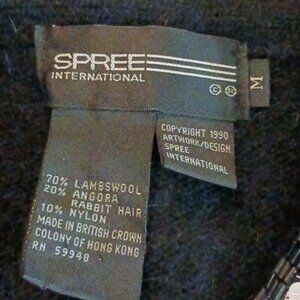 SPREE
INTERNATIONAL
© ®
M
COPYRIGHT 1990
ARTWORK/DESIGN
SPREE
INTERNATIONAL
70% LAMBSWOOL
20% ANGORA
RABBIT HAIR
10% NYLON
MADE IN BRITISH CROWN
COLONY OF HONG KONG
RN 59948